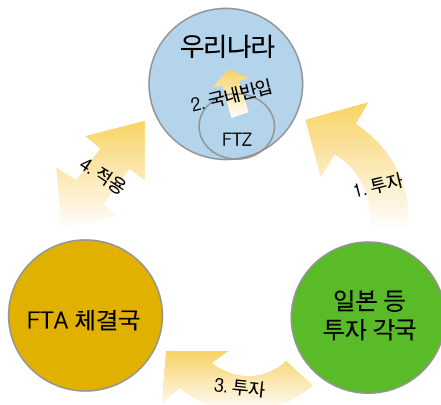 우리나라
2. 국내반입
FTZ
4. 적용
1. 투자
FTA 체결국
일본 등
투자 각국
3. 투자